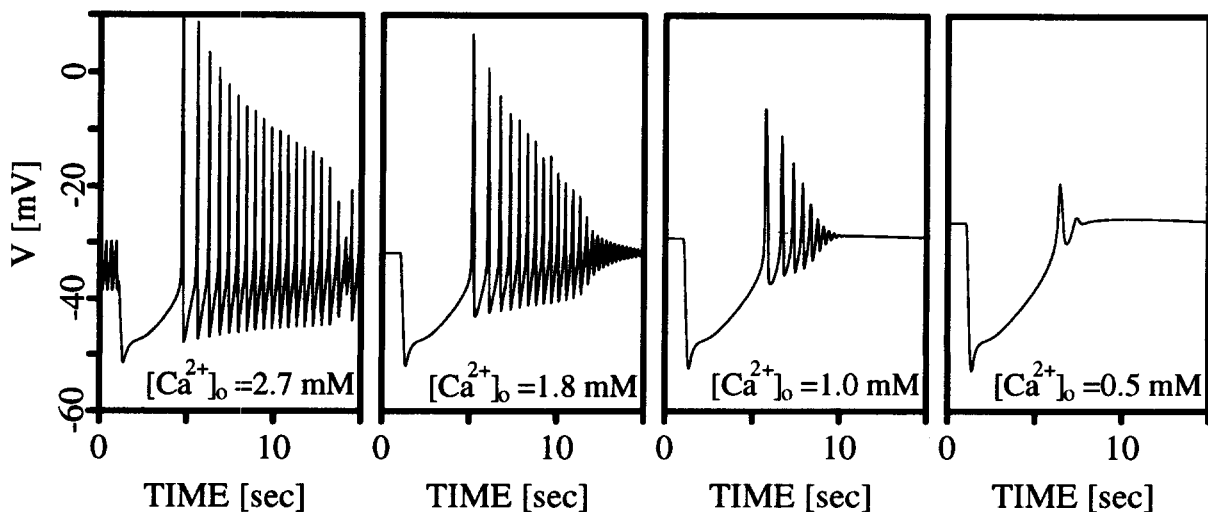 V [mV]
0
-20
-40
-60
[Ca²⁺]ₒ =2.7 mM
[Ca²⁺]ₒ =1.8 mM
[Ca²⁺]ₒ =1.0 mM
[Ca²⁺]ₒ =0.5 mM
0 10 0 10 0 10 0 10
TIME [sec] TIME [sec] TIME [sec] TIME [sec]